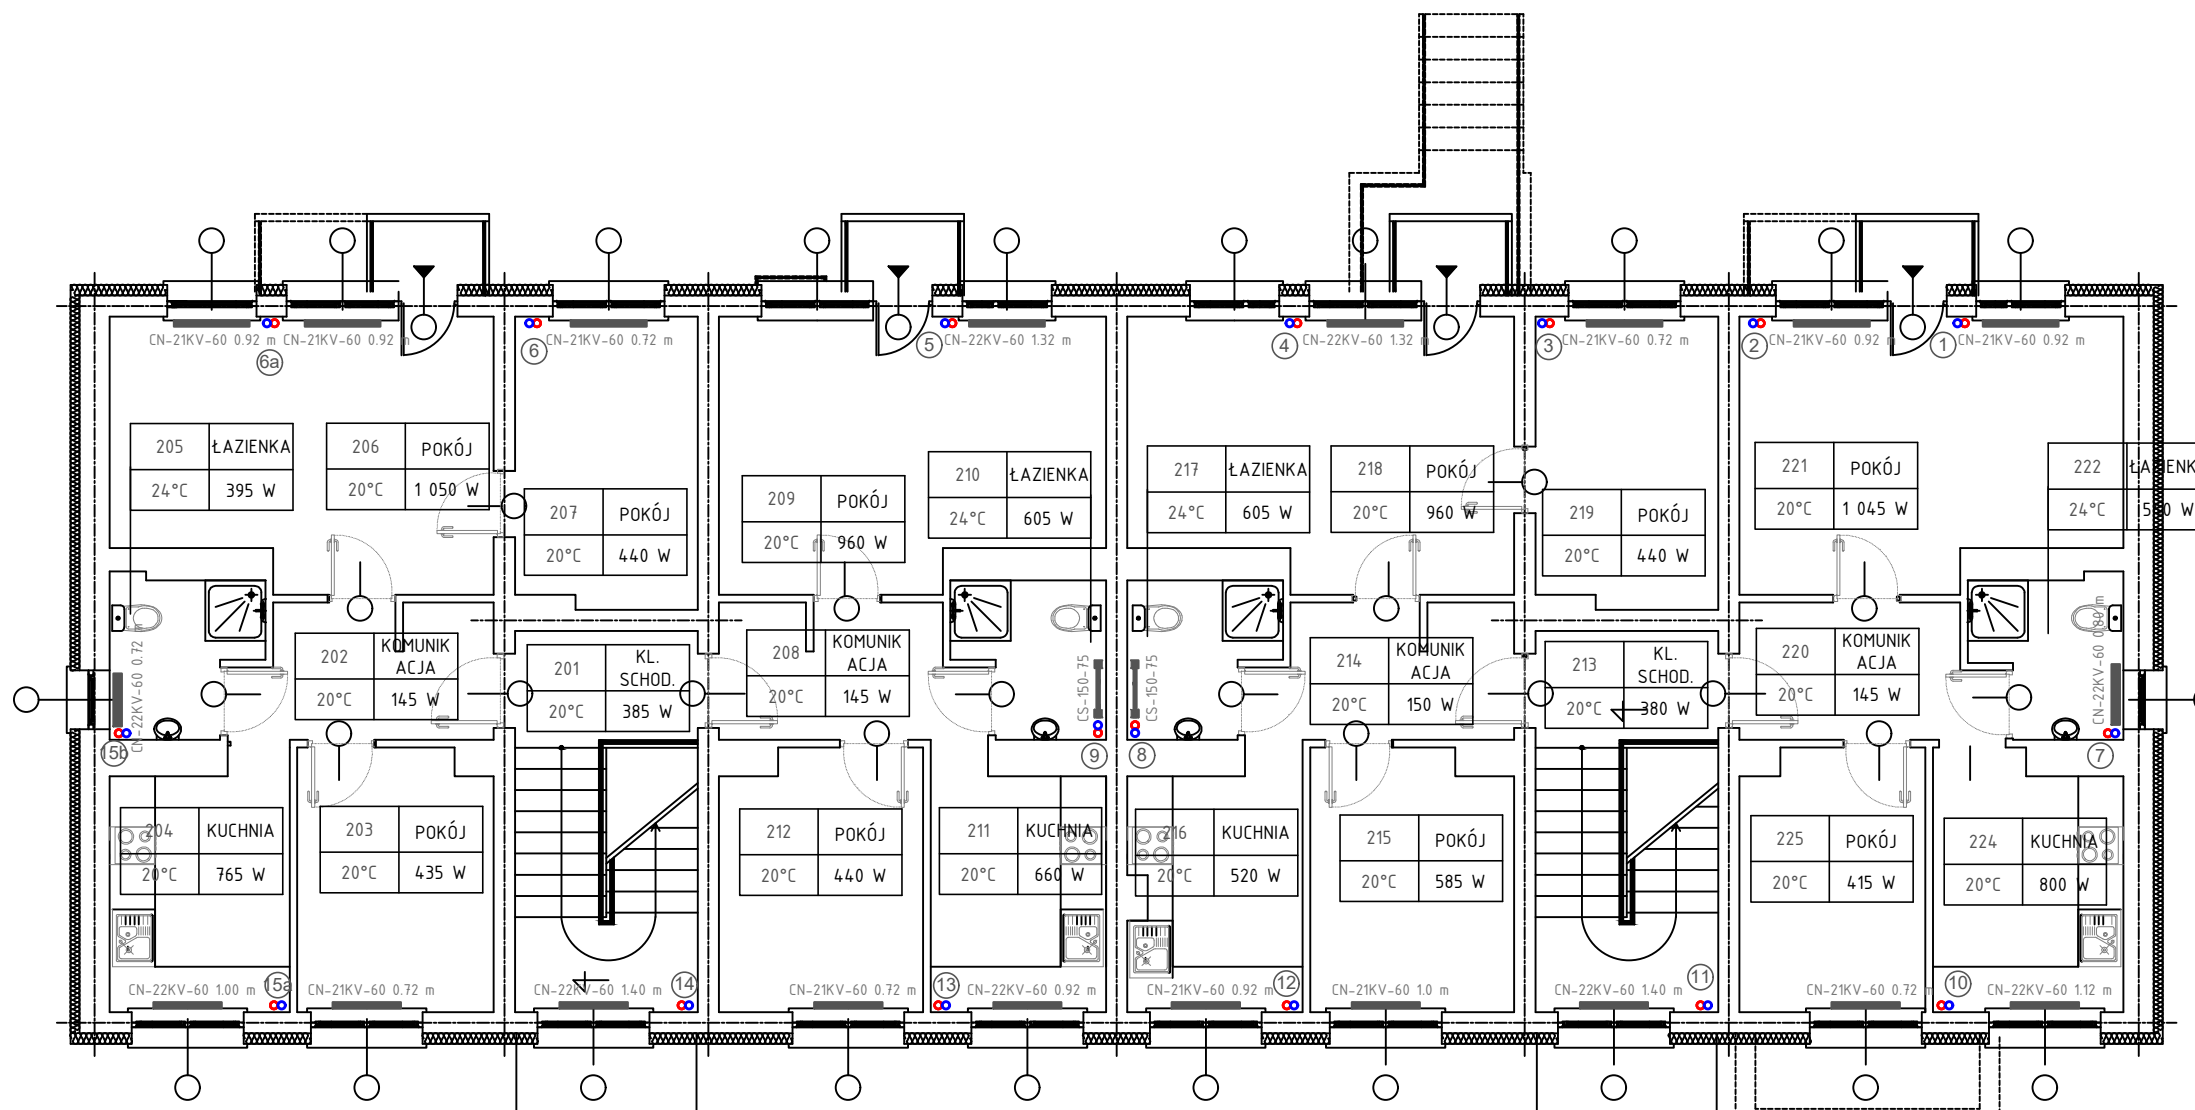 CN-21KV-60 0.92 m
CN-21KV-60 0.92 m
CN-21KV-60 0.72 m
CN-22KV-60 1.32 m
CN-22KV-60 1.32 m
CN-21KV-60 0.72 m
CN-21KV-60 0.92 m
CN-21KV-60 0.92 m
6a
6
5
4
3
2
1
205 ŁAZIENKA
24°C 395 W
206 POKÓJ
20°C 1 050 W
207 POKÓJ
20°C 440 W
209 POKÓJ
20°C 960 W
210 ŁAZIENKA
24°C 605 W
217 ŁAZIENKA
24°C 605 W
218 POKÓJ
20°C 960 W
219 POKÓJ
20°C 440 W
221 POKÓJ
20°C 1 045 W
222
24°C
202 KOMUNIK
ACJA
20°C 145 W
201 KL.
SCHOD.
20°C 385 W
208 KOMUNIK
ACJA
20°C 145 W
214 KOMUNIK
ACJA
20°C 150 W
213 KL.
SCHOD.
20°C 380 W
220 KOMUNIK
ACJA
20°C 145 W
CN-22KV-60 0.72 m
CS-150-75
CS-150-75
CN-22KV-60 0.80 m
15b
9
8
7
204 KUCHNIA
20°C 765 W
203 POKÓJ
20°C 435 W
212 POKÓJ
20°C 440 W
211 KUCHNIA
20°C 660 W
216 KUCHNIA
20°C 520 W
215 POKÓJ
20°C 585 W
225 POKÓJ
20°C 415 W
224 KUCHNIA
20°C 800 W
15a
14
13
12
11
10
CN-22KV-60 1.00 m
CN-21KV-60 0.72 m
CN-22KV-60 1.40 m
CN-21KV-60 0.72 m
CN-22KV-60 0.92 m
CN-21KV-60 0.92 m
CN-21KV-60 1.0 m
CN-22KV-60 1.40 m
CN-21KV-60 0.72 m
CN-22KV-60 1.12 m